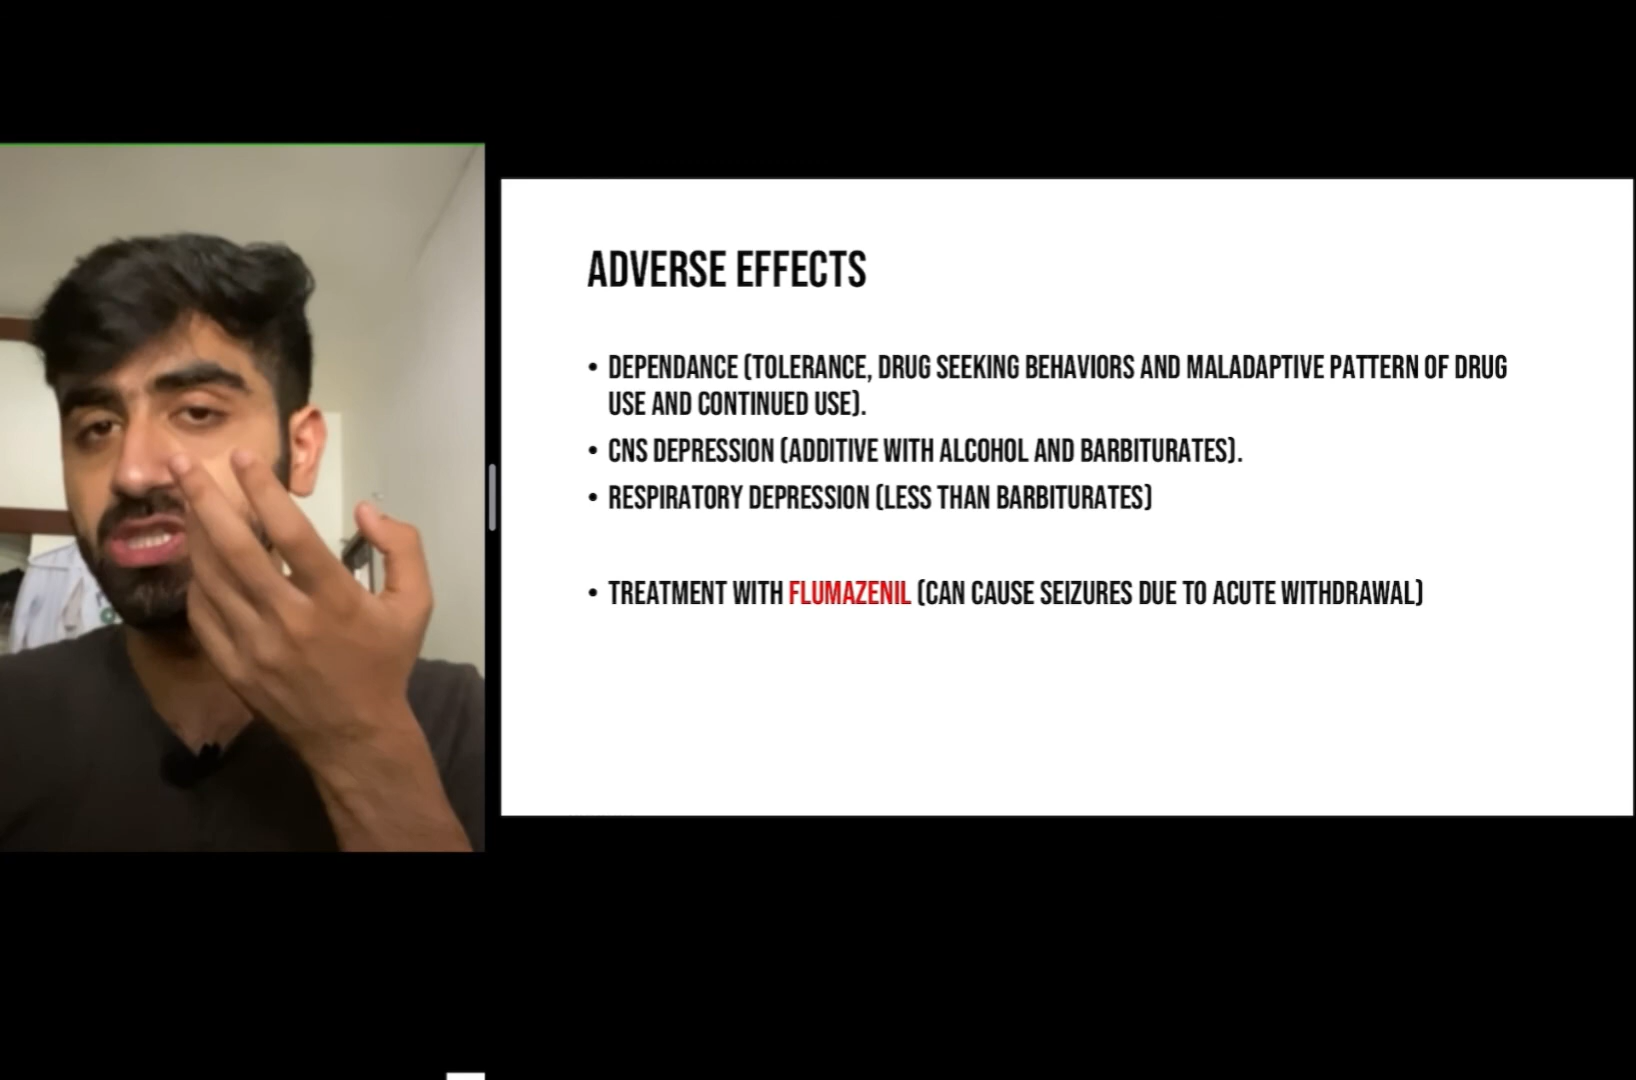 ADVERSE EFFECTS
• DEPENDANCE (TOLERANCE, DRUG SEEKING BEHAVIORS AND MALADAPTIVE PATTERN OF DRUG
USE AND CONTINUED USE).
• CNS DEPRESSION (ADDITIVE WITH ALCOHOL AND BARBITURATES).
• RESPIRATORY DEPRESSION (LESS THAN BARBITURATES)
• TREATMENT WITH FLUMAZENIL (CAN CAUSE SEIZURES DUE TO ACUTE WITHDRAWAL)